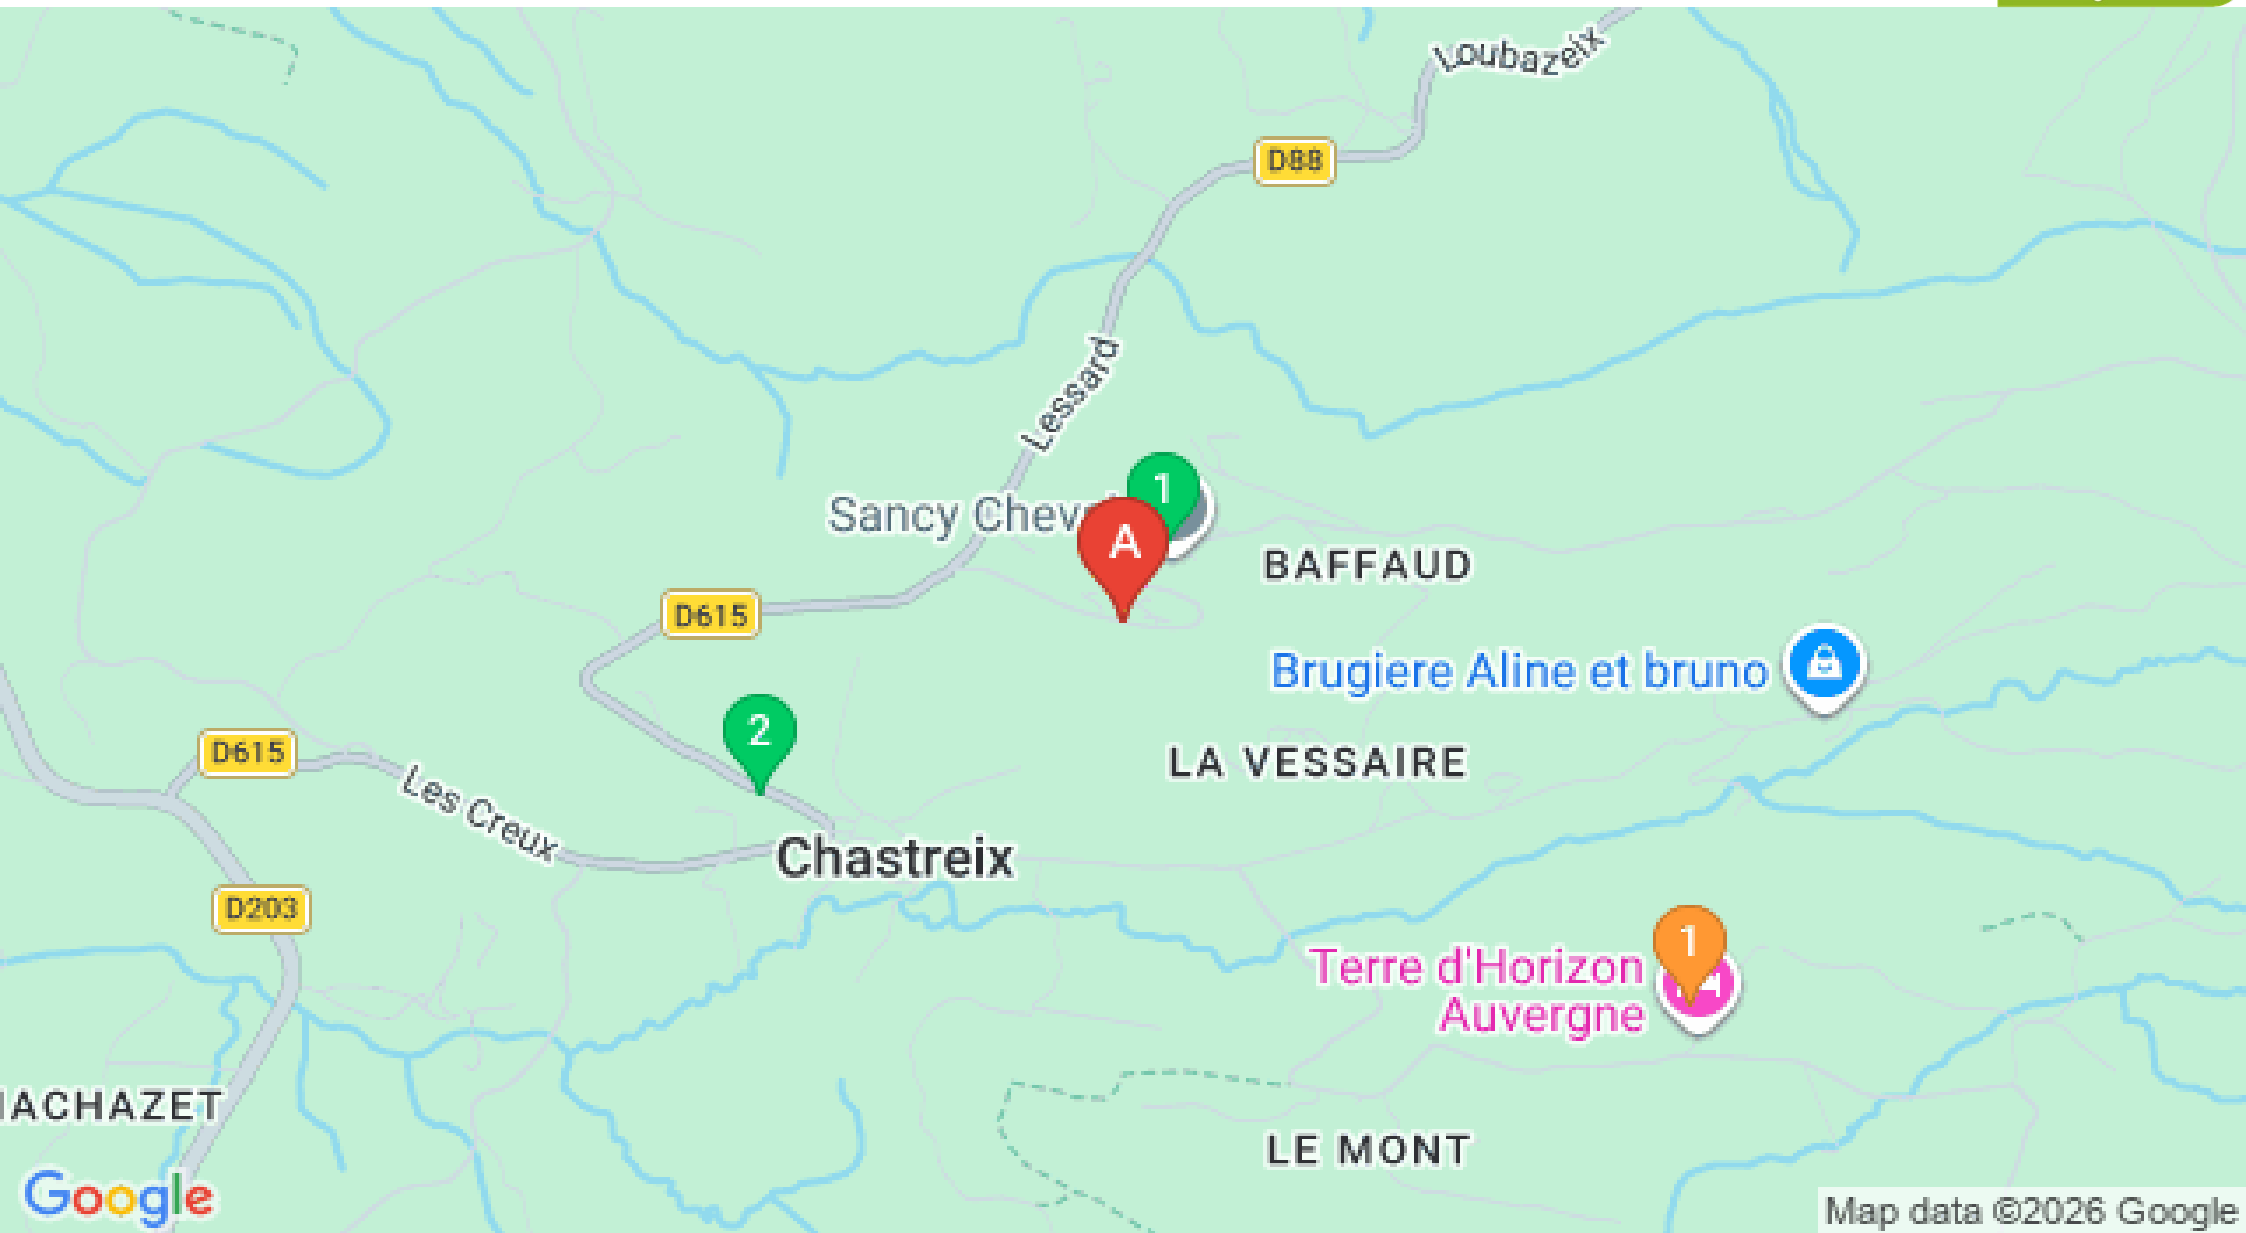 Loubazeix
D88
Lessard
1
Sancy Chev
A
BAFFAUD
D615
Brugiere Aline et bruno
2
D615
LA VESSAIRE
Les Creux
Chastreix
D203
1
Terre d'Horizon
Auvergne
IACHAZET
LE MONT
Google
Map data ©2026 Google